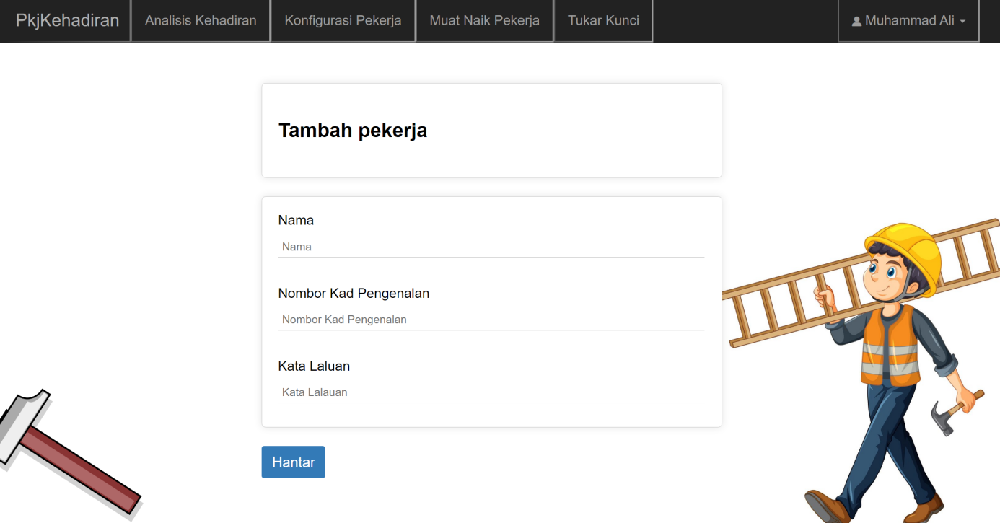 PkjKehadiran Analisis Kehadiran Konfigurasi Pekerja Muat Naik Pekerja Tukar Kunci Muhammad Ali
Tambah pekerja
Nama
Nama
Nombor Kad Pengenalan
Nombor Kad Pengenalan
Kata Laluan
Kata Lalauan
Hantar